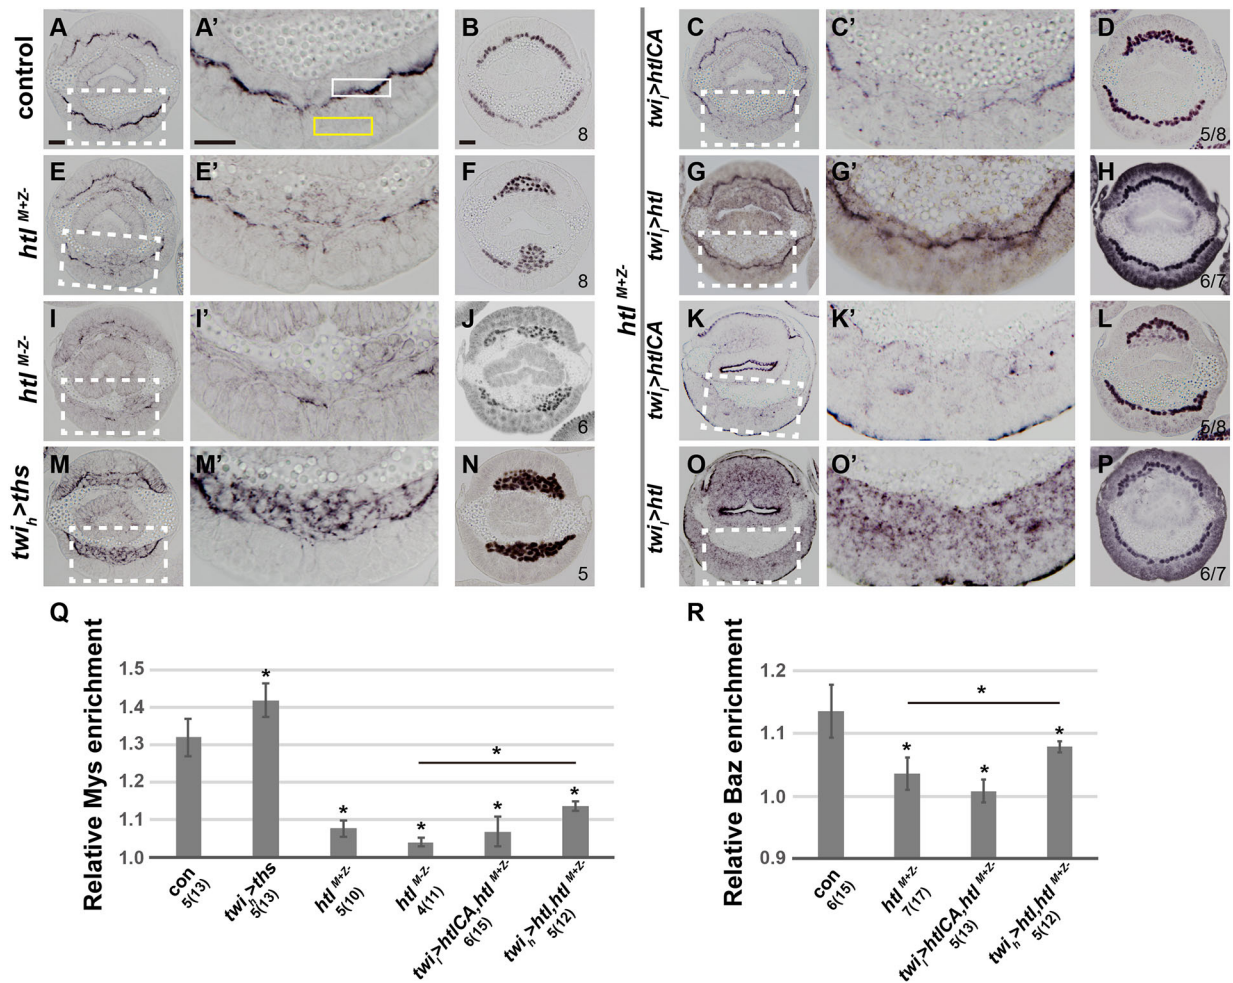 control
A
A’
B
8
twiₗ>htlCA
C
C’
D
5/8
htl M+Z-
E
E’
F
8
twiₗ>htl
G
G’
H
6/7
htl M+Z-
htl M-Z-
I
I’
J
6
twiₗ>htlCA
K
K’
L
5/8
twiₕ>ths
M
M’
N
5
twiₗ>htl
O
O’
P
6/7
Q
Relative Mys enrichment
1.5
1.4
1.3
1.2
1.1
1.0
*
*
*
*
*
*
con
5(13)
twiₕ>ths
5(13)
htl M+Z-
5(10)
htl M-Z-
4(11)
twiₗ>htlCA,htl M+Z-
6(15)
twiₕ>htl,htl M+Z-
5(12)
R
Relative Baz enrichment
1.2
1.1
1.0
0.9
*
*
*
*
con
6(15)
htl M+Z-
7(17)
twiₗ>htlCA,htl M+Z-
5(13)
twiₕ>htl,htl M+Z-
5(12)